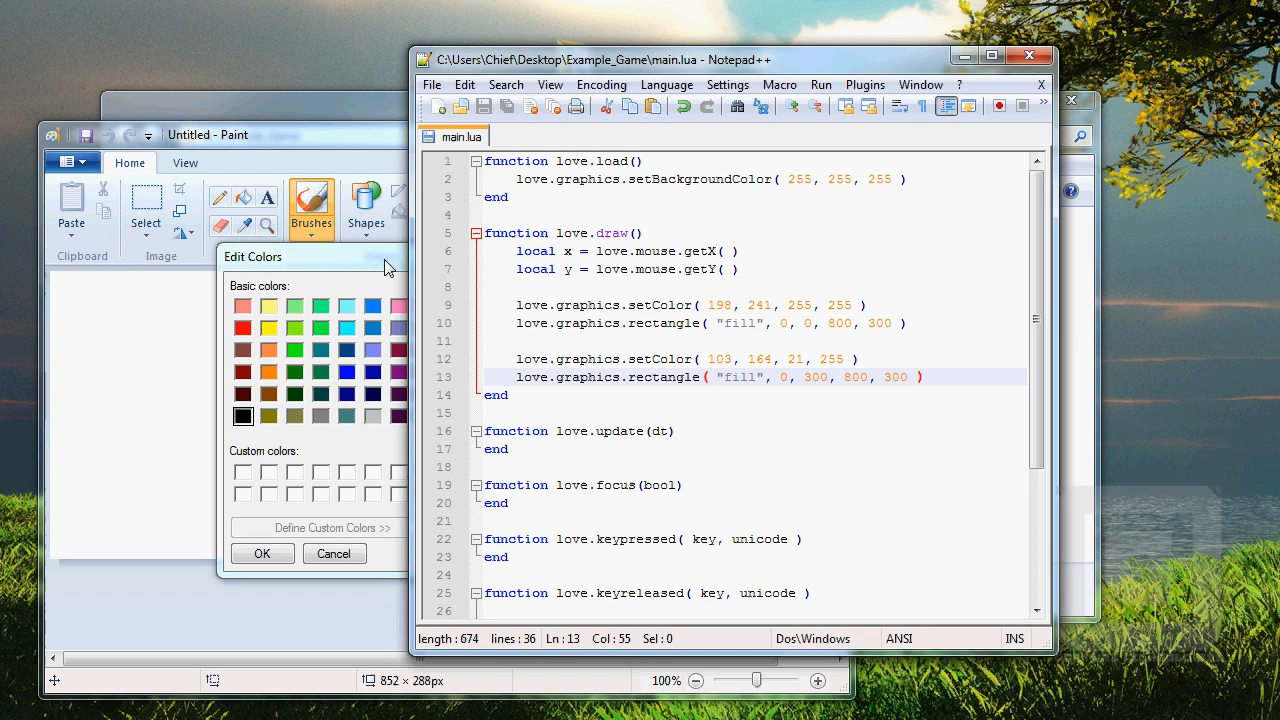 C:\Users\Chief\Desktop\Example_Game\main.lua - Notepad++
File Edit Search View Encoding Language Settings Macro Run Plugins Window ? X
main.lua
1 function love.load()
2 love.graphics.setBackgroundColor( 255, 255, 255 )
3 end
4
5 function love.draw()
6 local x = love.mouse.getX( )
7 local y = love.mouse.getY( )
8
9 love.graphics.setColor( 198, 241, 255, 255 )
10 love.graphics.rectangle( "fill", 0, 0, 800, 300 )
11
12 love.graphics.setColor( 103, 164, 21, 255 )
13 love.graphics.rectangle( "fill", 0, 300, 800, 300 )
14 end
15
16 function love.update(dt)
17 end
18
19 function love.focus(bool)
20 end
21
22 function love.keypressed( key, unicode )
23 end
24
25 function love.keyreleased( key, unicode )
26
length : 674 lines : 36 Ln : 13 Col : 55 Sel : 0 Dos\Windows ANSI INS
Untitled - Paint
Home View
Paste Select Brushes Shapes
Clipboard Image
Edit Colors
Basic colors:
Custom colors:
Define Custom Colors >>
OK Cancel
852 × 288px 100%